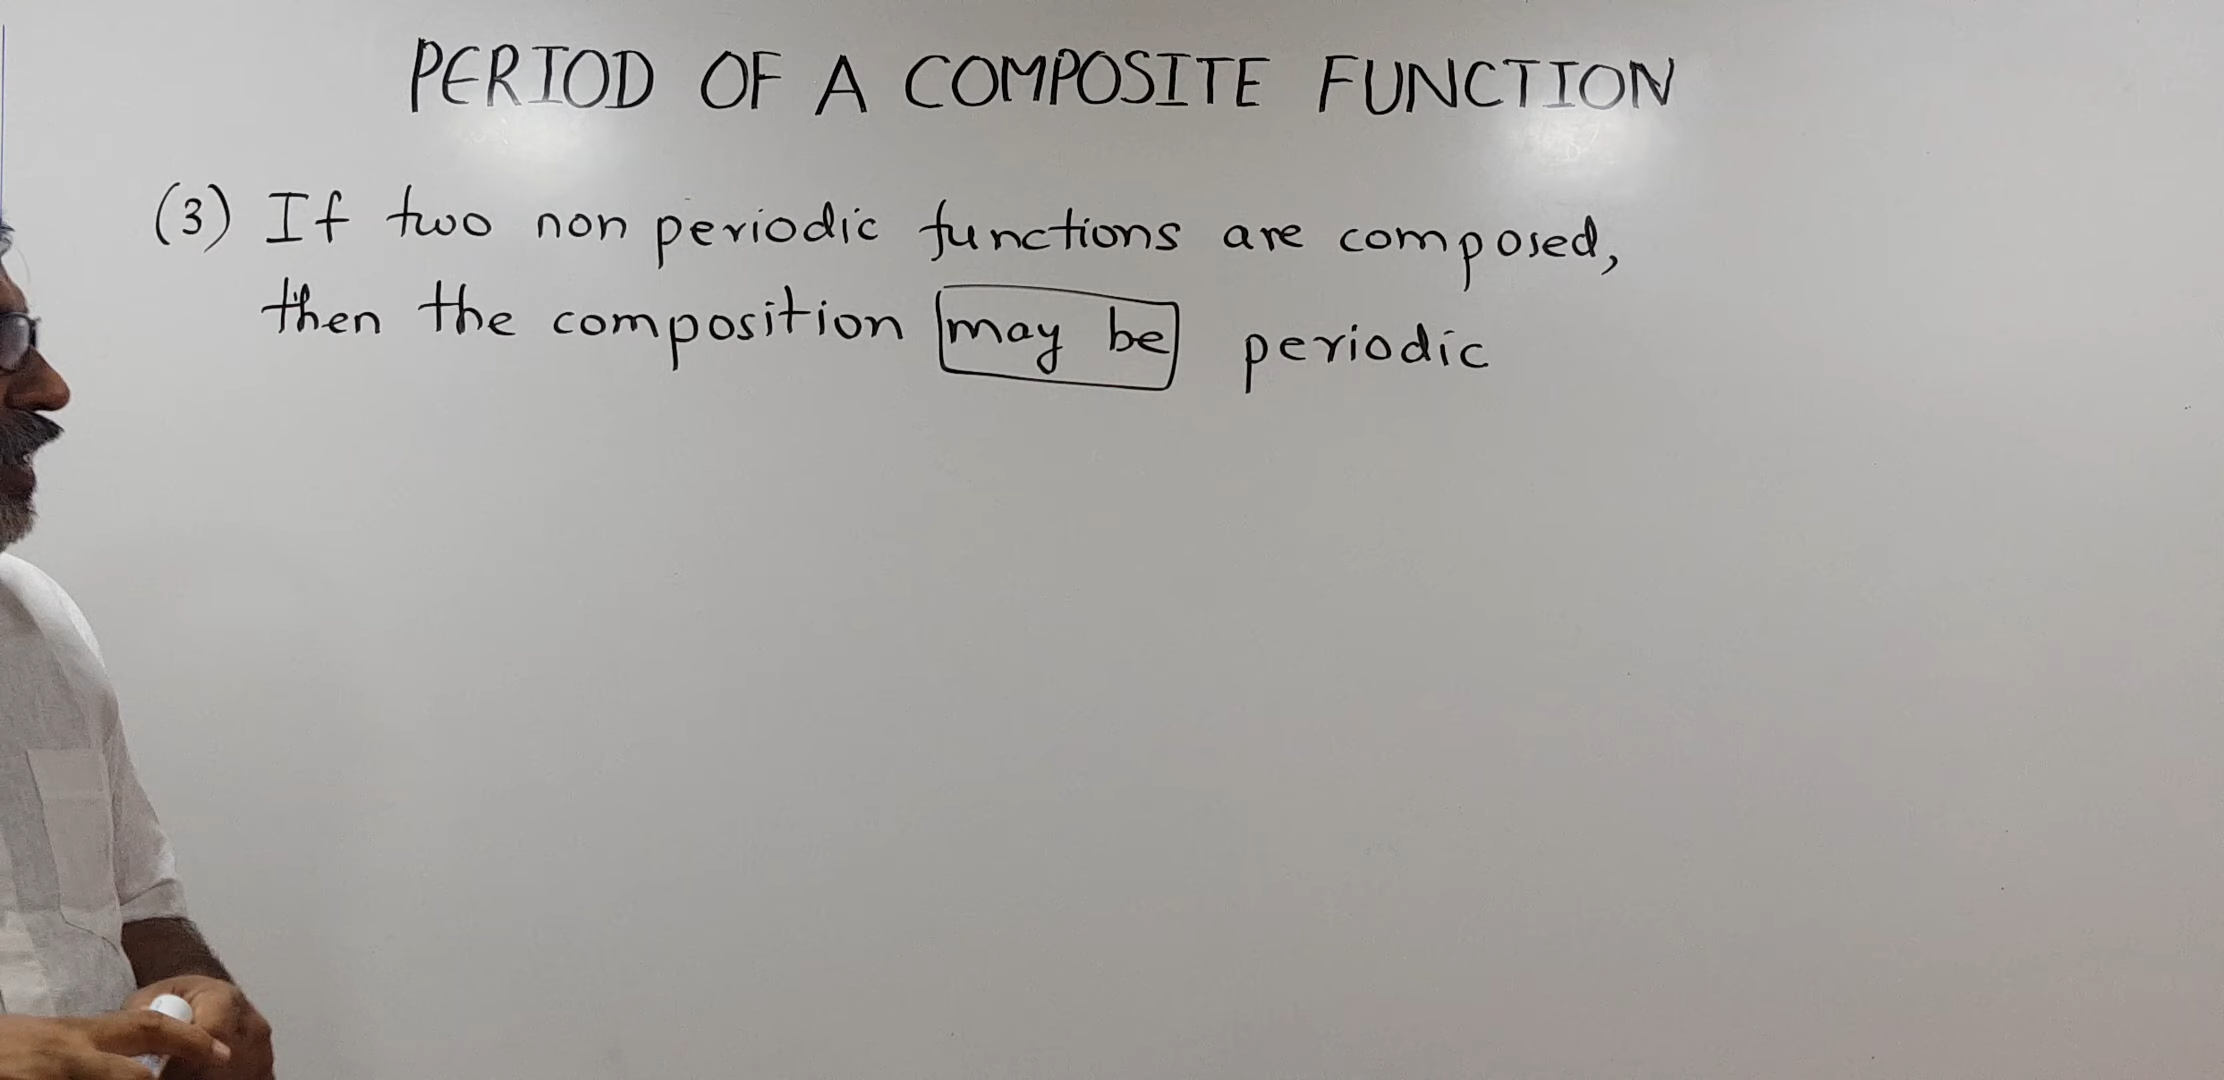 PERIOD OF A COMPOSITE FUNCTION
(3) If two non periodic functions are composed,
then the composition may be periodic